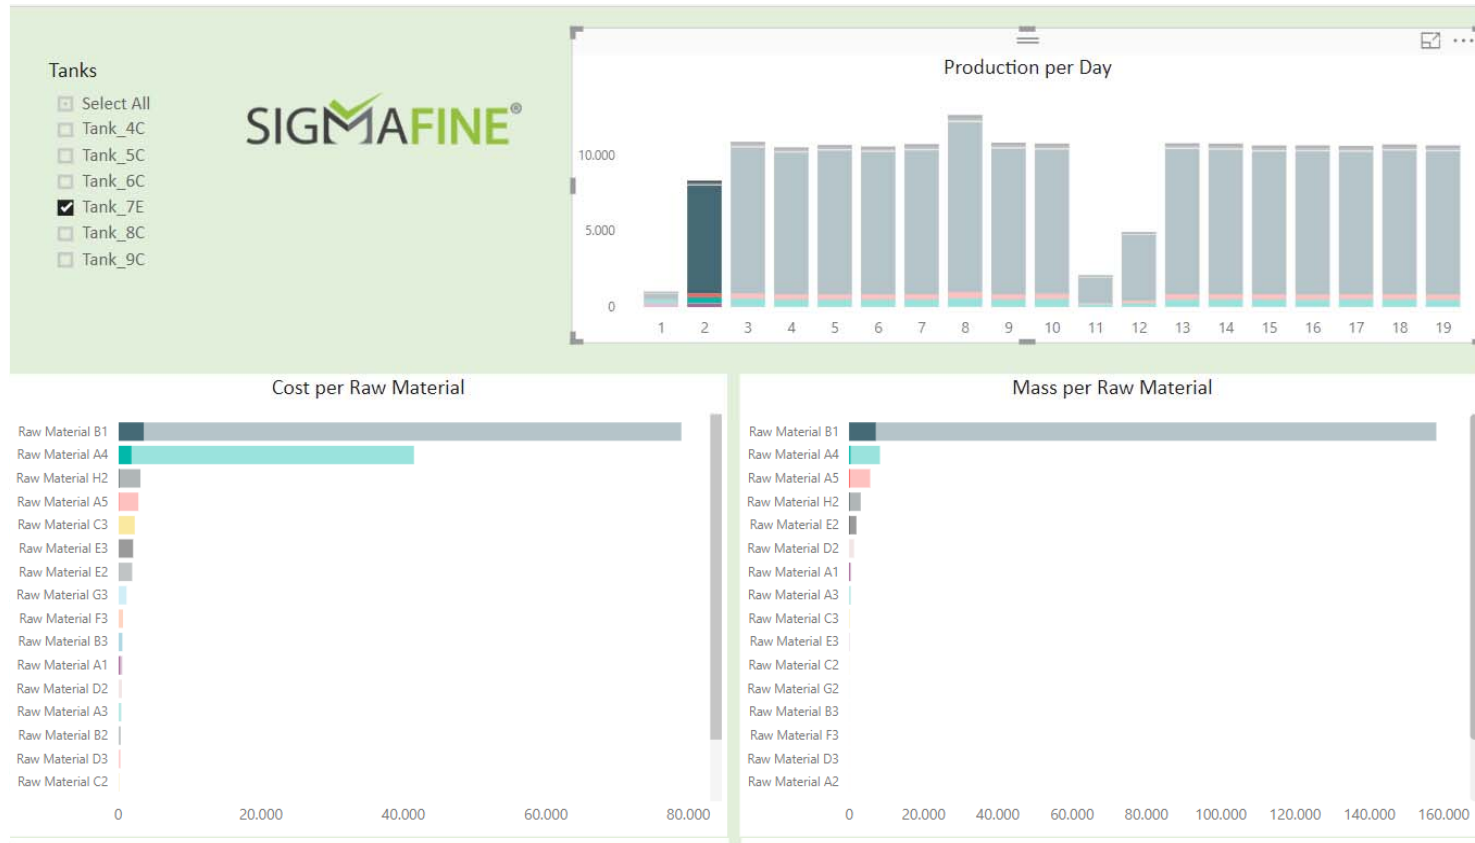 Tanks
Select All
Tank_4C
Tank_5C
Tank_6C
Tank_7E
Tank_8C
Tank_9C
SIGMAFINE®
Production per Day
10.000
5.000
0
1 2 3 4 5 6 7 8 9 10 11 12 13 14 15 16 17 18 19
Cost per Raw Material
Raw Material B1
Raw Material A4
Raw Material H2
Raw Material A5
Raw Material C3
Raw Material E3
Raw Material E2
Raw Material G3
Raw Material F3
Raw Material B3
Raw Material A1
Raw Material D2
Raw Material A3
Raw Material B2
Raw Material D3
Raw Material C2
0 20.000 40.000 60.000 80.000
Mass per Raw Material
Raw Material B1
Raw Material A4
Raw Material A5
Raw Material H2
Raw Material E2
Raw Material D2
Raw Material A1
Raw Material A3
Raw Material C3
Raw Material E3
Raw Material C2
Raw Material G2
Raw Material B3
Raw Material F3
Raw Material D3
Raw Material A2
0 20.000 40.000 60.000 80.000 100.000 120.000 140.000 160.000